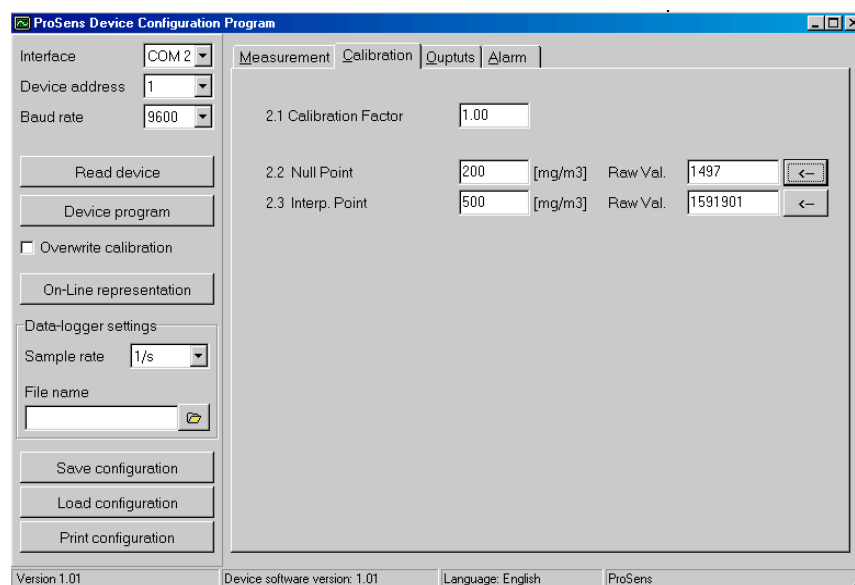 ProSens Device Configuration Program
Interface COM 2
Device address 1
Baud rate 9600
Read device
Device program
Overwrite calibration
On-Line representation
Data-logger settings
Sample rate 1/s
File name
Save configuration
Load configuration
Print configuration
Measurement Calibration Ouptuts Alarm
2.1 Calibration Factor 1.00
2.2 Null Point 200 [mg/m3] Raw Val. 1497 <--
2.3 Interp. Point 500 [mg/m3] Raw Val. 1591901 <--
Version 1.01 Device software version: 1.01 Language: English ProSens